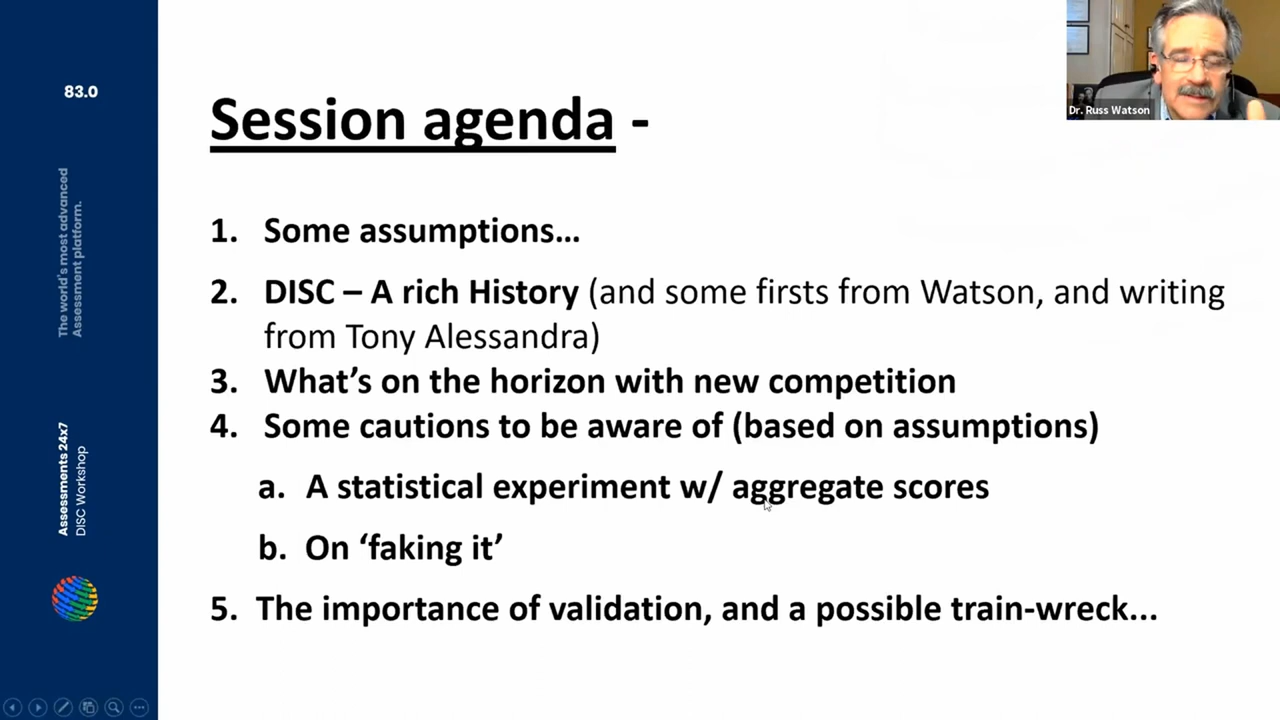 83.0
The world's most advanced
Assessment platform.
Assessments 24x7
DISC Workshop
Session agenda -
1. Some assumptions…
2. DISC – A rich History (and some firsts from Watson, and writing
from Tony Alessandra)
3. What's on the horizon with new competition
4. Some cautions to be aware of (based on assumptions)
a. A statistical experiment w/ aggregate scores
b. On ‘faking it’
5. The importance of validation, and a possible train-wreck...
Dr. Russ Watson